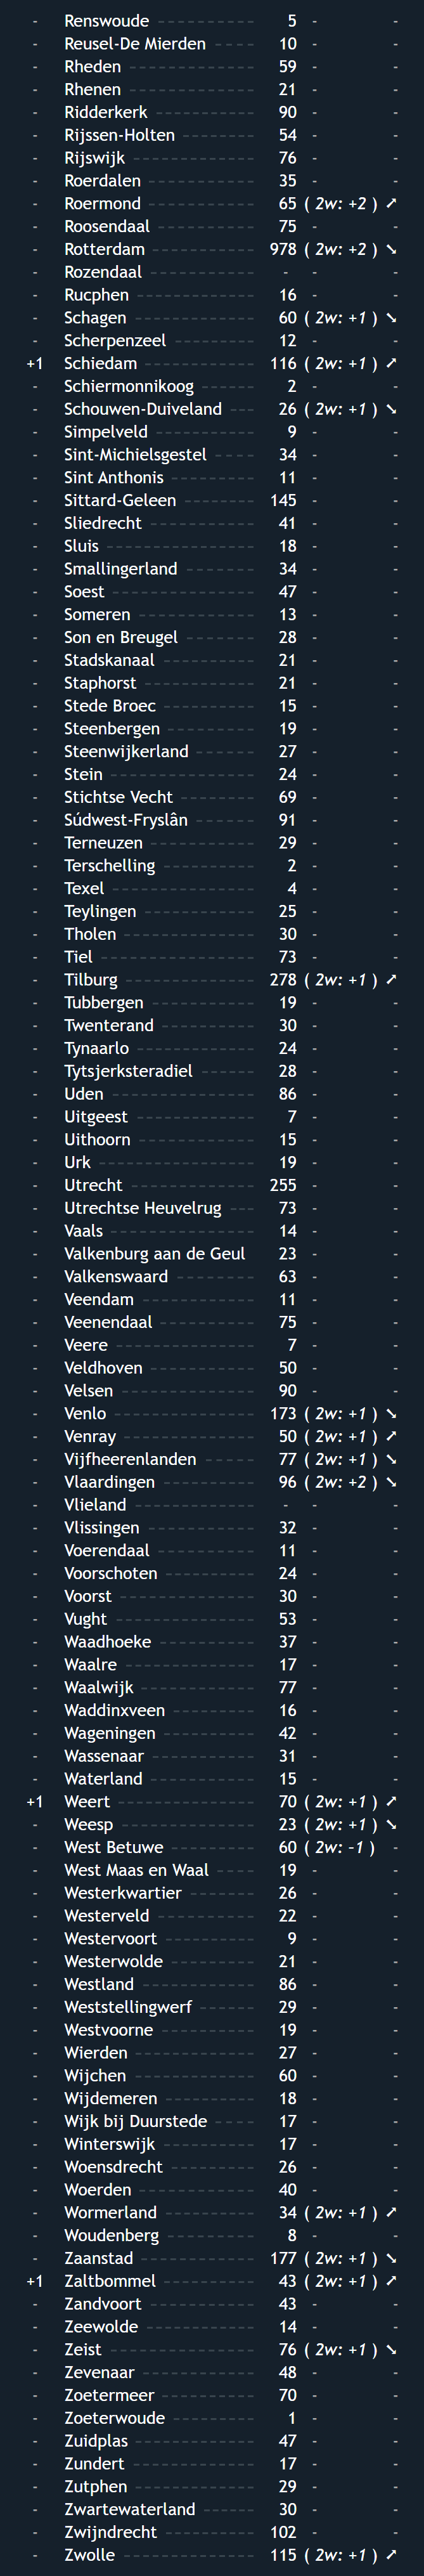 - Renswoude ---------- 5 - -
- Reusel-De Mierden ---- 10 - -
- Rheden ------------ 59 - -
- Rhenen ------------ 21 - -
- Ridderkerk ---------- 90 - -
- Rijssen-Holten -------- 54 - -
- Rijswijk ------------ 76 - -
- Roerdalen ---------- 35 - -
- Roermond ---------- 65 ( 2w: +2 ) ➚
- Roosendaal ---------- 75 - -
- Rotterdam ---------- 978 ( 2w: +2 ) ➘
- Rozendaal ---------- - - -
- Rucphen ----------- 16 - -
- Schagen ------------ 60 ( 2w: +1 ) ➘
- Scherpenzeel -------- 12 - -
+1 Schiedam ----------- 116 ( 2w: +1 ) ➚
- Schiermonnikoog ----- 2 - -
- Schouwen-Duiveland --- 26 ( 2w: +1 ) ➘
- Simpelveld ---------- 9 - -
- Sint-Michielsgestel ---- 34 - -
- Sint Anthonis -------- 11 - -
- Sittard-Geleen ------- 145 - -
- Sliedrecht ---------- 41 - -
- Sluis -------------- 18 - -
- Smallingerland ------- 34 - -
- Soest -------------- 47 - -
- Someren ----------- 13 - -
- Son en Breugel ------- 28 - -
- Stadskanaal --------- 21 - -
- Staphorst ----------- 21 - -
- Stede Broec --------- 15 - -
- Steenbergen --------- 19 - -
- Steenwijkerland ------ 27 - -
- Stein -------------- 24 - -
- Stichtse Vecht ------- 69 - -
- Súdwest-Fryslân ------ 91 - -
- Terneuzen ---------- 29 - -
- Terschelling --------- 2 - -
- Texel -------------- 4 - -
- Teylingen ----------- 25 - -
- Tholen ------------ 30 - -
- Tiel --------------- 73 - -
- Tilburg ------------ 278 ( 2w: +1 ) ➚
- Tubbergen ---------- 19 - -
- Twenterand --------- 30 - -
- Tynaarlo ----------- 24 - -
- Tytsjerksteradiel ------ 28 - -
- Uden ------------- 86 - -
- Uitgeest ----------- 7 - -
- Uithoorn ----------- 15 - -
- Urk --------------- 19 - -
- Utrecht ------------ 255 - -
- Utrechtse Heuvelrug --- 73 - -
- Vaals -------------- 14 - -
- Valkenburg aan de Geul 23 - -
- Valkenswaard -------- 63 - -
- Veendam ----------- 11 - -
- Veenendaal ---------- 75 - -
- Veere ------------- 7 - -
- Veldhoven ---------- 50 - -
- Velsen ------------ 90 - -
- Venlo ------------- 173 ( 2w: +1 ) ➘
- Venray ------------ 50 ( 2w: +1 ) ➚
- Vijfheerenlanden ----- 77 ( 2w: +1 ) ➘
- Vlaardingen --------- 96 ( 2w: +2 ) ➘
- Vlieland ------------ - - -
- Vlissingen ---------- 32 - -
- Voerendaal ---------- 11 - -
- Voorschoten --------- 24 - -
- Voorst ------------- 30 - -
- Vught ------------- 53 - -
- Waadhoeke ---------- 37 - -
- Waalre ------------ 17 - -
- Waalwijk ----------- 77 - -
- Waddinxveen -------- 16 - -
- Wageningen --------- 42 - -
- Wassenaar ---------- 31 - -
- Waterland ---------- 15 - -
+1 Weert ------------- 70 ( 2w: +1 ) ➚
- Weesp ------------- 23 ( 2w: +1 ) ➘
- West Betuwe -------- 60 ( 2w: -1 ) -
- West Maas en Waal ---- 19 - -
- Westerkwartier ------- 26 - -
- Westerveld ---------- 22 - -
- Westervoort --------- 9 - -
- Westerwolde --------- 21 - -
- Westland ----------- 86 - -
- Weststellingwerf ------ 29 - -
- Westvoorne ---------- 19 - -
- Wierden ----------- 27 - -
- Wijchen ----------- 60 - -
- Wijdemeren --------- 18 - -
- Wijk bij Duurstede ---- 17 - -
- Winterswijk --------- 17 - -
- Woensdrecht --------- 26 - -
- Woerden ----------- 40 - -
- Wormerland --------- 34 ( 2w: +1 ) ➚
- Woudenberg --------- 8 - -
- Zaanstad ----------- 177 ( 2w: +1 ) ➘
+1 Zaltbommel --------- 43 ( 2w: +1 ) ➚
- Zandvoort ---------- 43 - -
- Zeewolde ----------- 14 - -
- Zeist -------------- 76 ( 2w: +1 ) ➘
- Zevenaar ----------- 48 - -
- Zoetermeer ---------- 70 - -
- Zoeterwoude --------- 1 - -
- Zuidplas ----------- 47 - -
- Zundert ------------ 17 - -
- Zutphen ----------- 29 - -
- Zwartewaterland ------ 30 - -
- Zwijndrecht --------- 102 - -
- Zwolle ------------ 115 ( 2w: +1 ) ➚